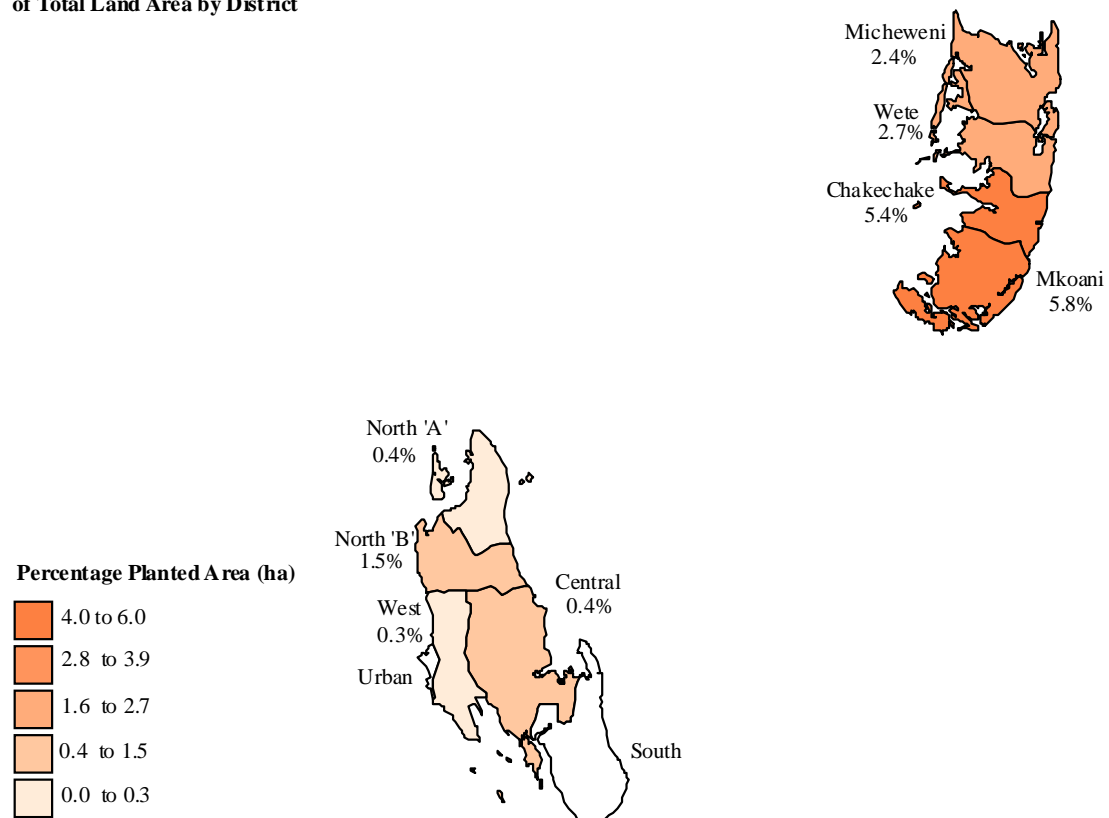 of Total Land Area by District
Micheweni
2.4%
Wete
2.7%
Chakechake
5.4%
Mkoani
5.8%
North 'A'
0.4%
North 'B'
1.5%
Central
0.4%
West
0.3%
Urban
South
Percentage Planted Area (ha)
4.0 to 6.0
2.8 to 3.9
1.6 to 2.7
0.4 to 1.5
0.0 to 0.3